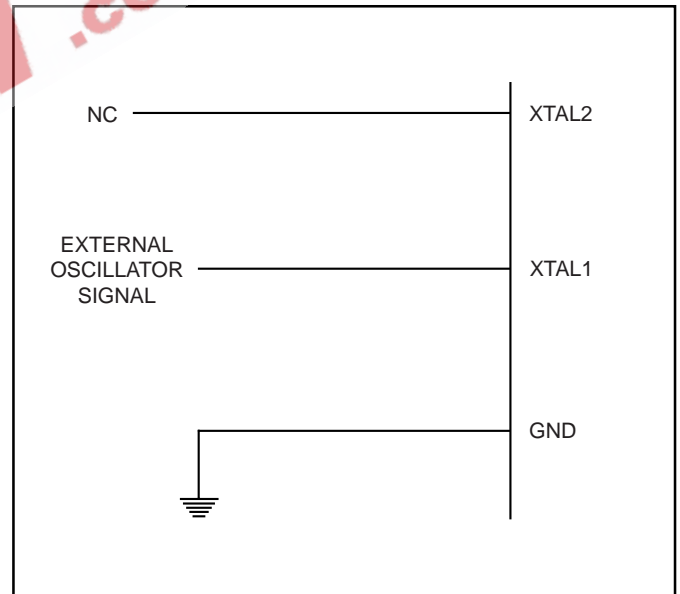 NC
XTAL2
EXTERNAL
OSCILLATOR
SIGNAL
XTAL1
GND